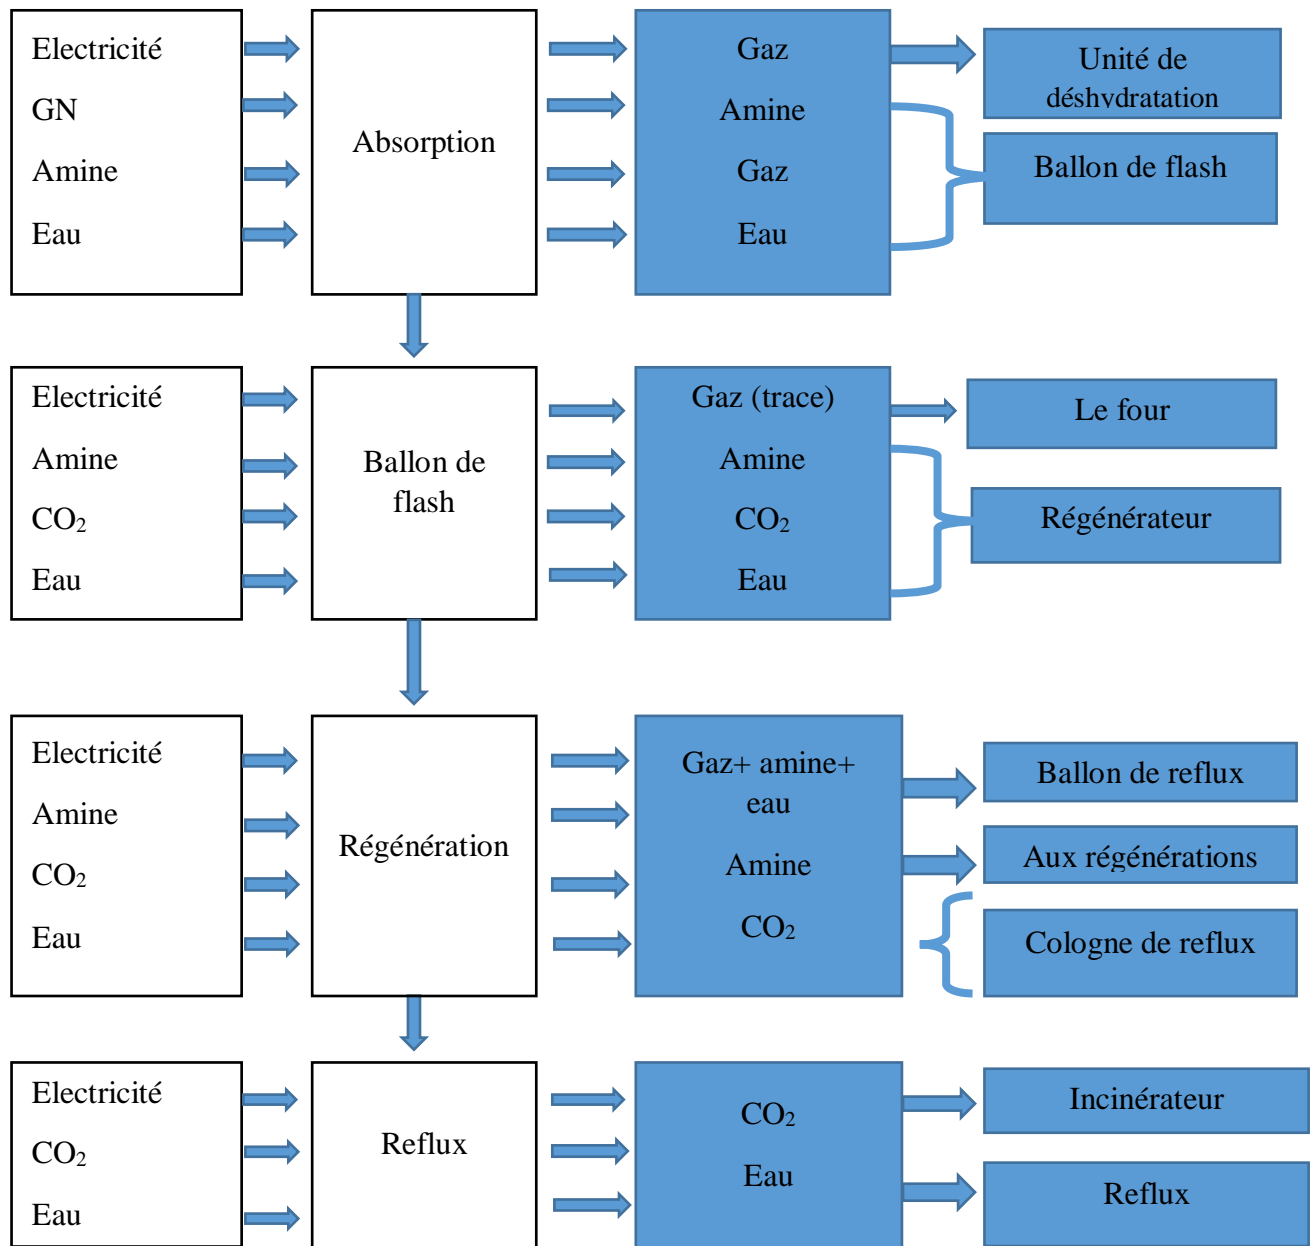 Electricité
GN
Amine
Eau
Absorption
Gaz
Amine
Gaz
Eau
Unité de
déshydratation
Ballon de flash
Electricité
Amine
CO₂
Eau
Ballon de
flash
Gaz (trace)
Amine
CO₂
Eau
Le four
Régénérateur
Electricité
Amine
CO₂
Eau
Régénération
Gaz+ amine+
eau
Amine
CO₂
Ballon de reflux
Aux régénérations
Cologne de reflux
Electricité
CO₂
Eau
Reflux
CO₂
Eau
Incinérateur
Reflux